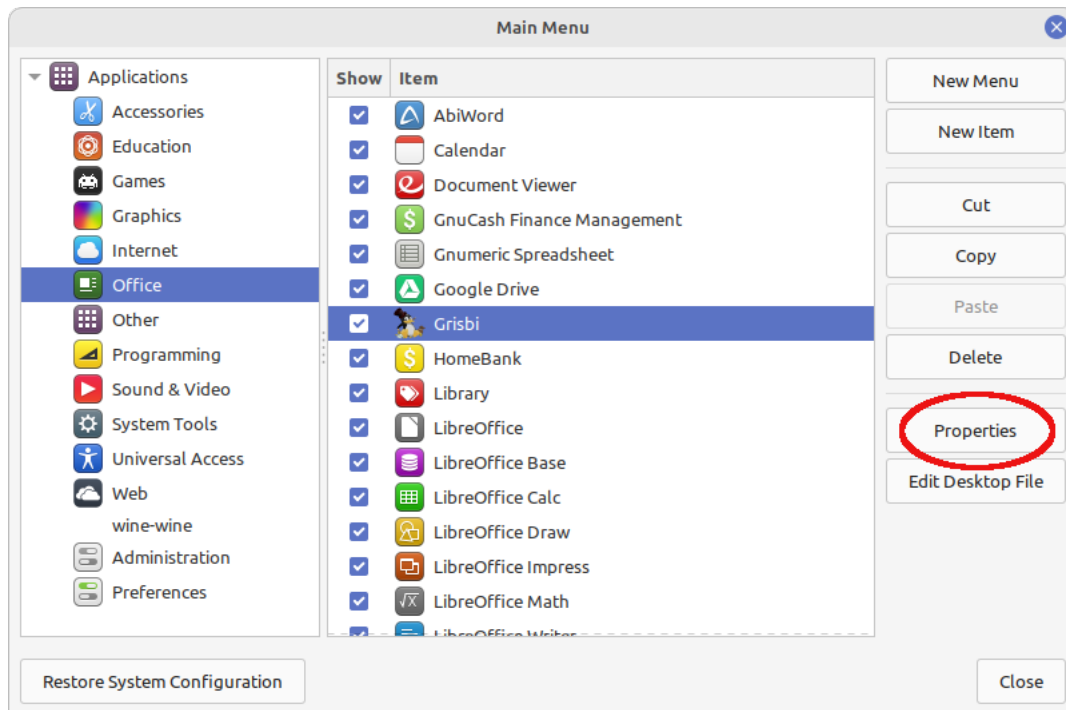 Main Menu
Applications
Accessories
Education
Games
Graphics
Internet
Office
Other
Programming
Sound & Video
System Tools
Universal Access
Web
wine-wine
Administration
Preferences
Show Item
AbiWord
Calendar
Document Viewer
GnuCash Finance Management
Gnumeric Spreadsheet
Google Drive
Grisbi
HomeBank
Library
LibreOffice
LibreOffice Base
LibreOffice Calc
LibreOffice Draw
LibreOffice Impress
LibreOffice Math
LibreOffice Writer
New Menu
New Item
Cut
Copy
Paste
Delete
Properties
Edit Desktop File
Restore System Configuration
Close